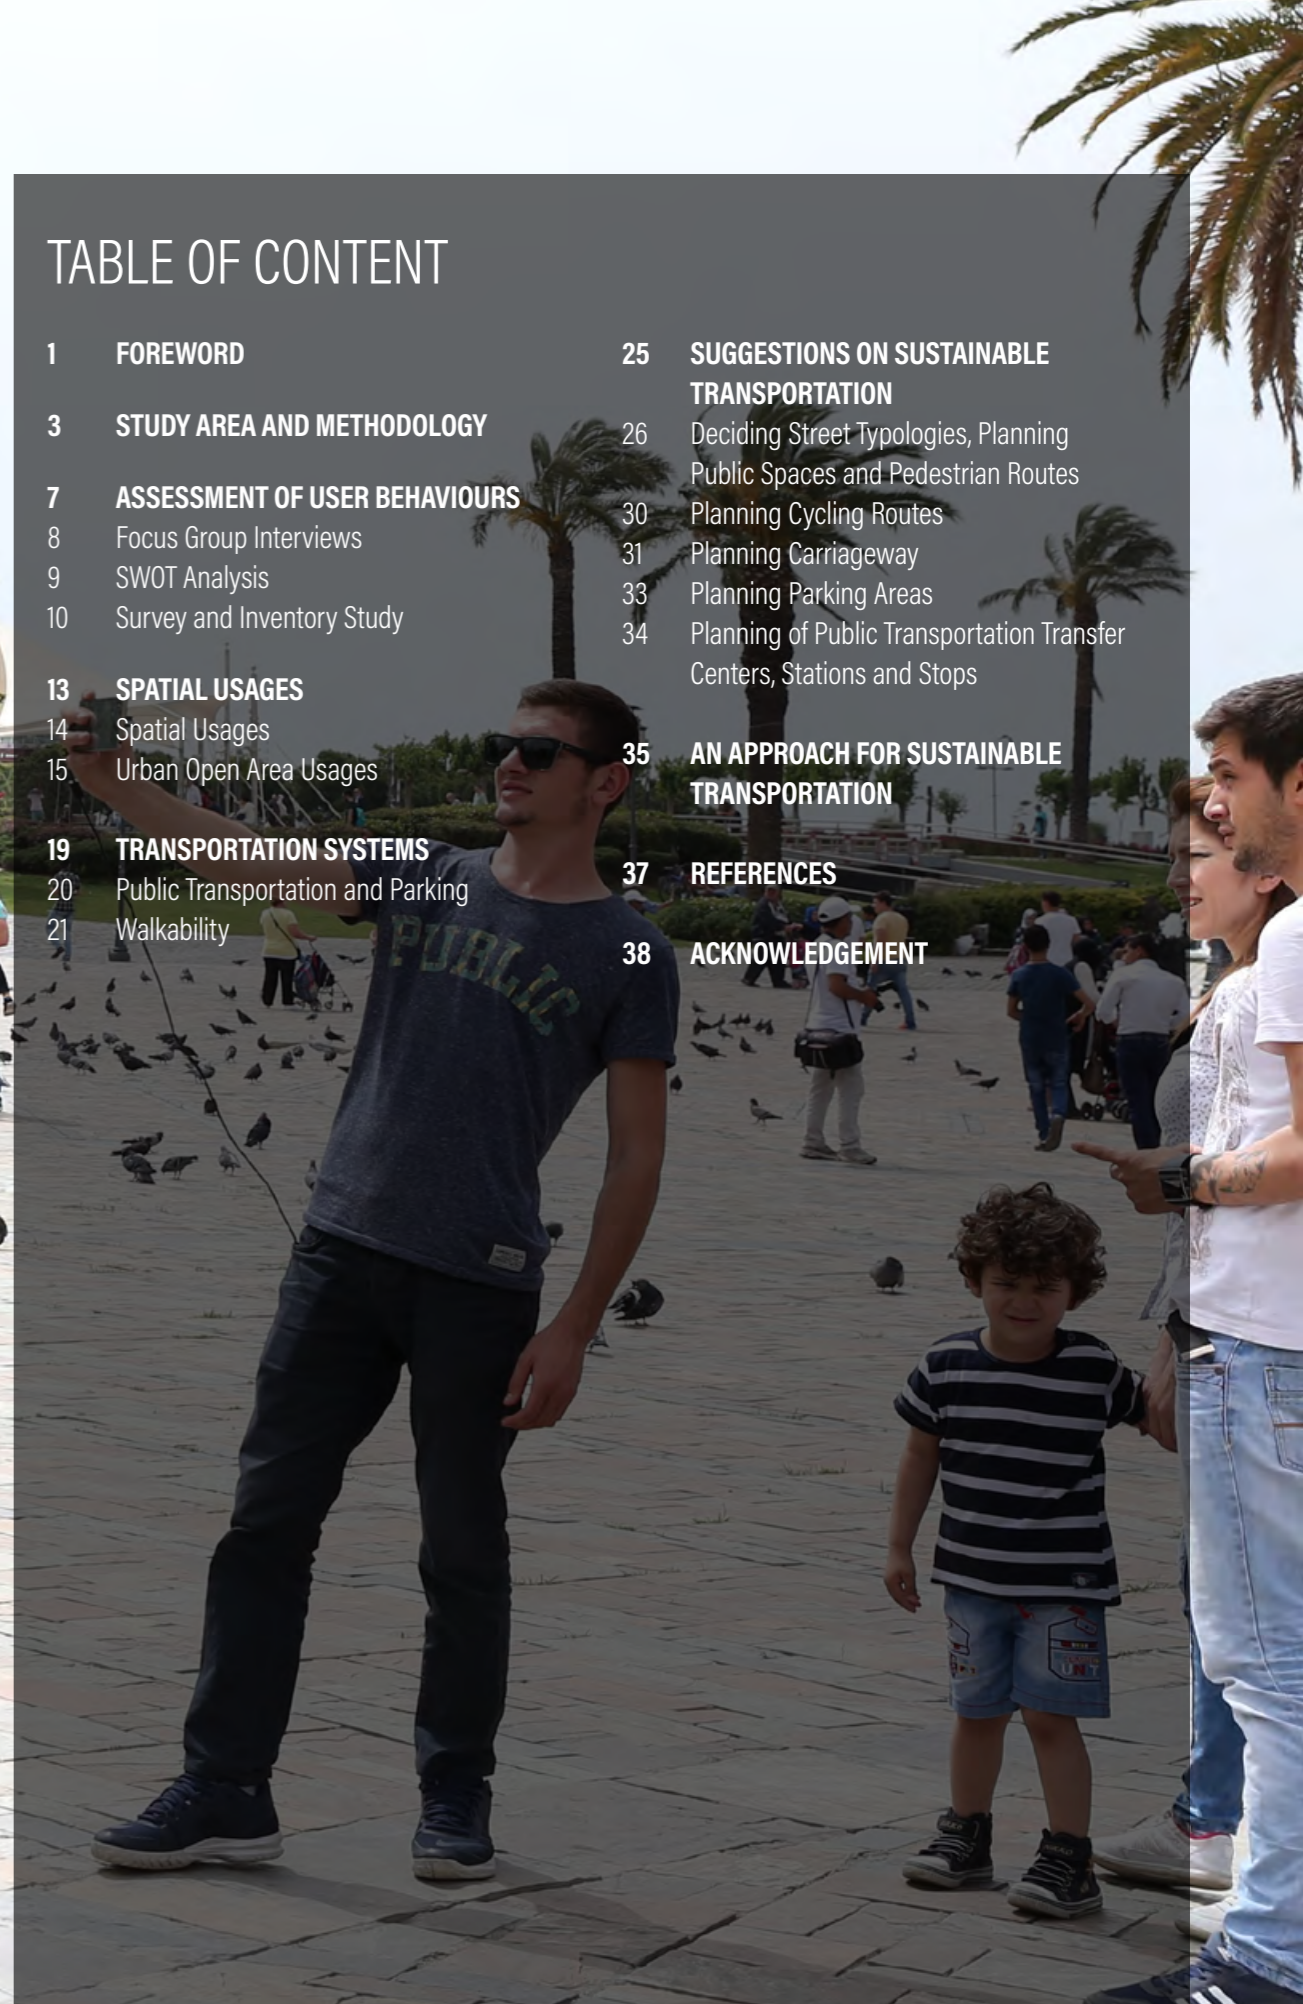 TABLE OF CONTENT
1 FOREWORD
3 STUDY AREA AND METHODOLOGY
7 ASSESSMENT OF USER BEHAVIOURS
8 Focus Group Interviews
9 SWOT Analysis
10 Survey and Inventory Study
13 SPATIAL USAGES
14 Spatial Usages
15 Urban Open Area Usages
19 TRANSPORTATION SYSTEMS
20 Public Transportation and Parking
21 Walkability
25 SUGGESTIONS ON SUSTAINABLE
TRANSPORTATION
26 Deciding Street Typologies, Planning
Public Spaces and Pedestrian Routes
30 Planning Cycling Routes
31 Planning Carriageway
33 Planning Parking Areas
34 Planning of Public Transportation Transfer
Centers, Stations and Stops
35 AN APPROACH FOR SUSTAINABLE
TRANSPORTATION
37 REFERENCES
38 ACKNOWLEDGEMENT
PUBLIC
UNIT